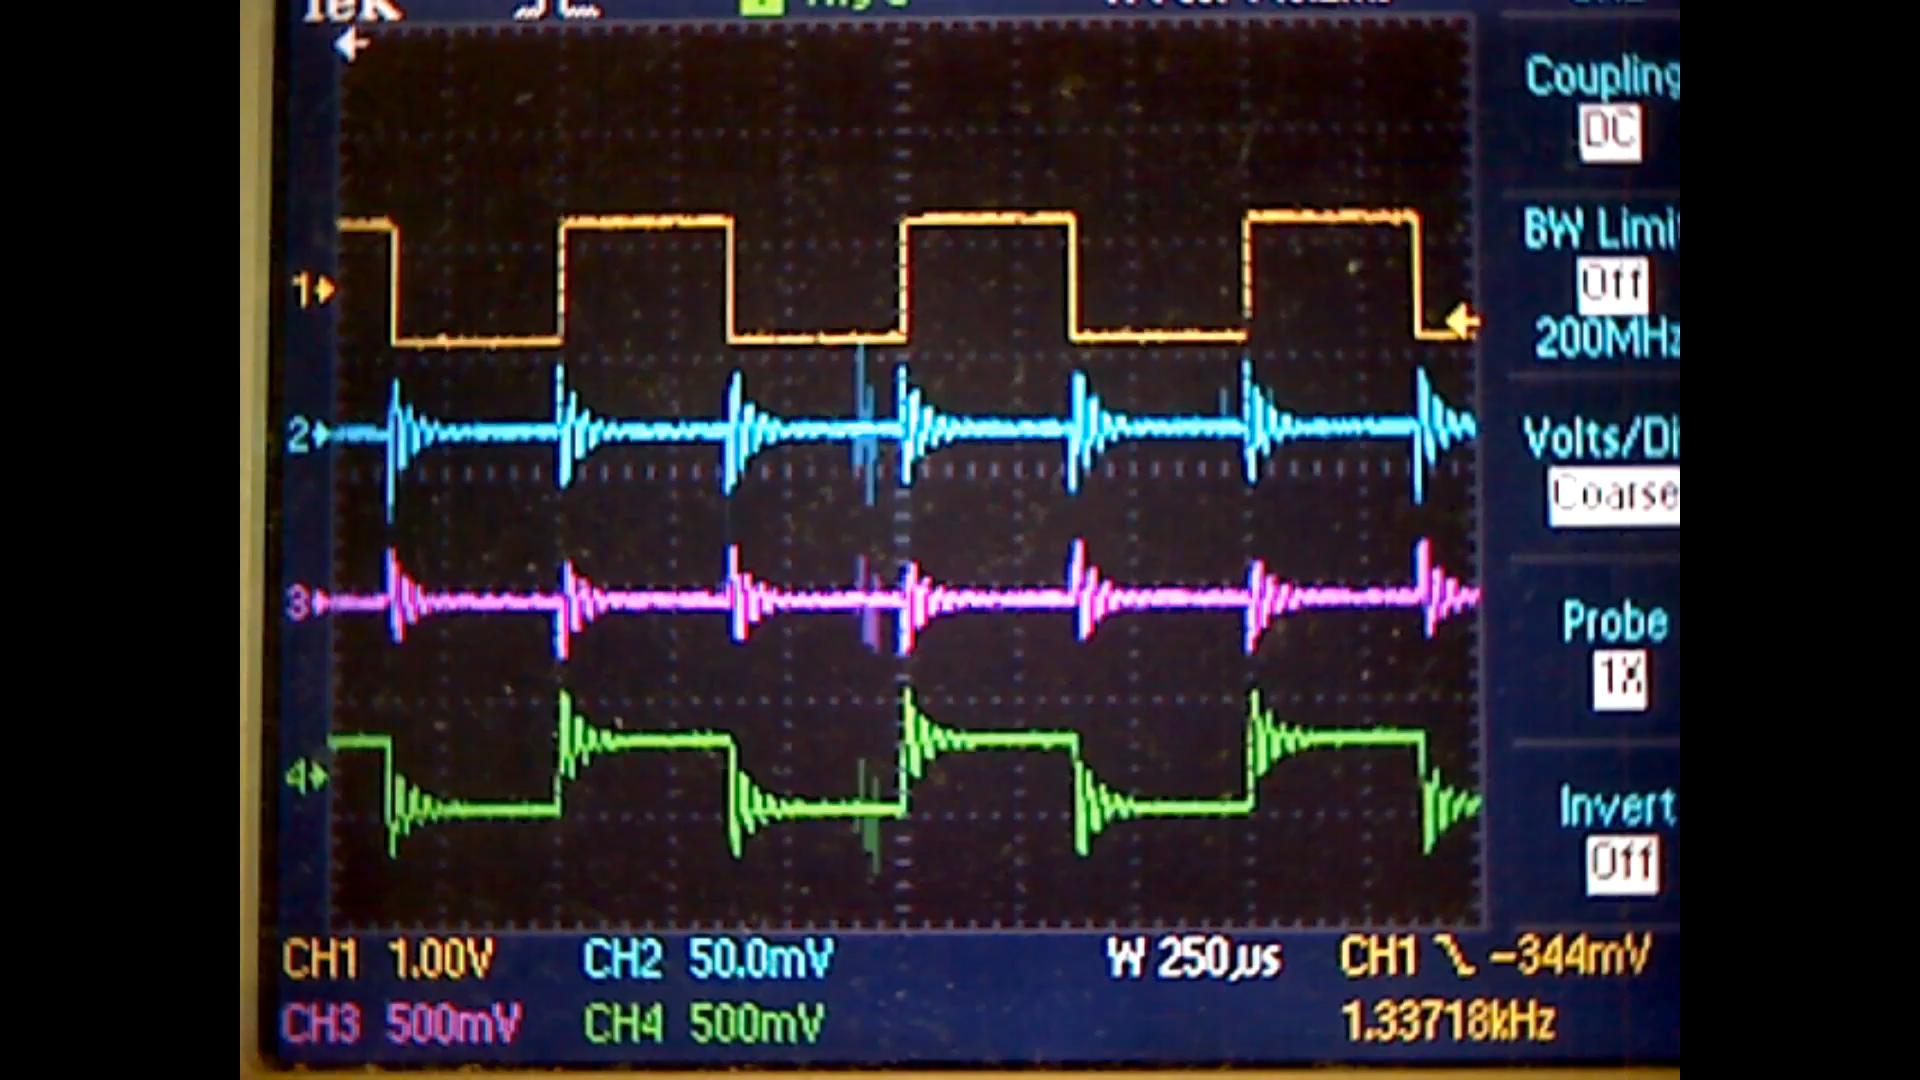 Tek
Coupling
DC
BW Limit
Off
200MHz
1
2
Volts/Di
Coarse
3
Probe
1X
4
Invert
Off
CH1 1.00V CH2 50.0mV W 250µs CH1 -344mV
CH3 500mV CH4 500mV 1.33718kHz